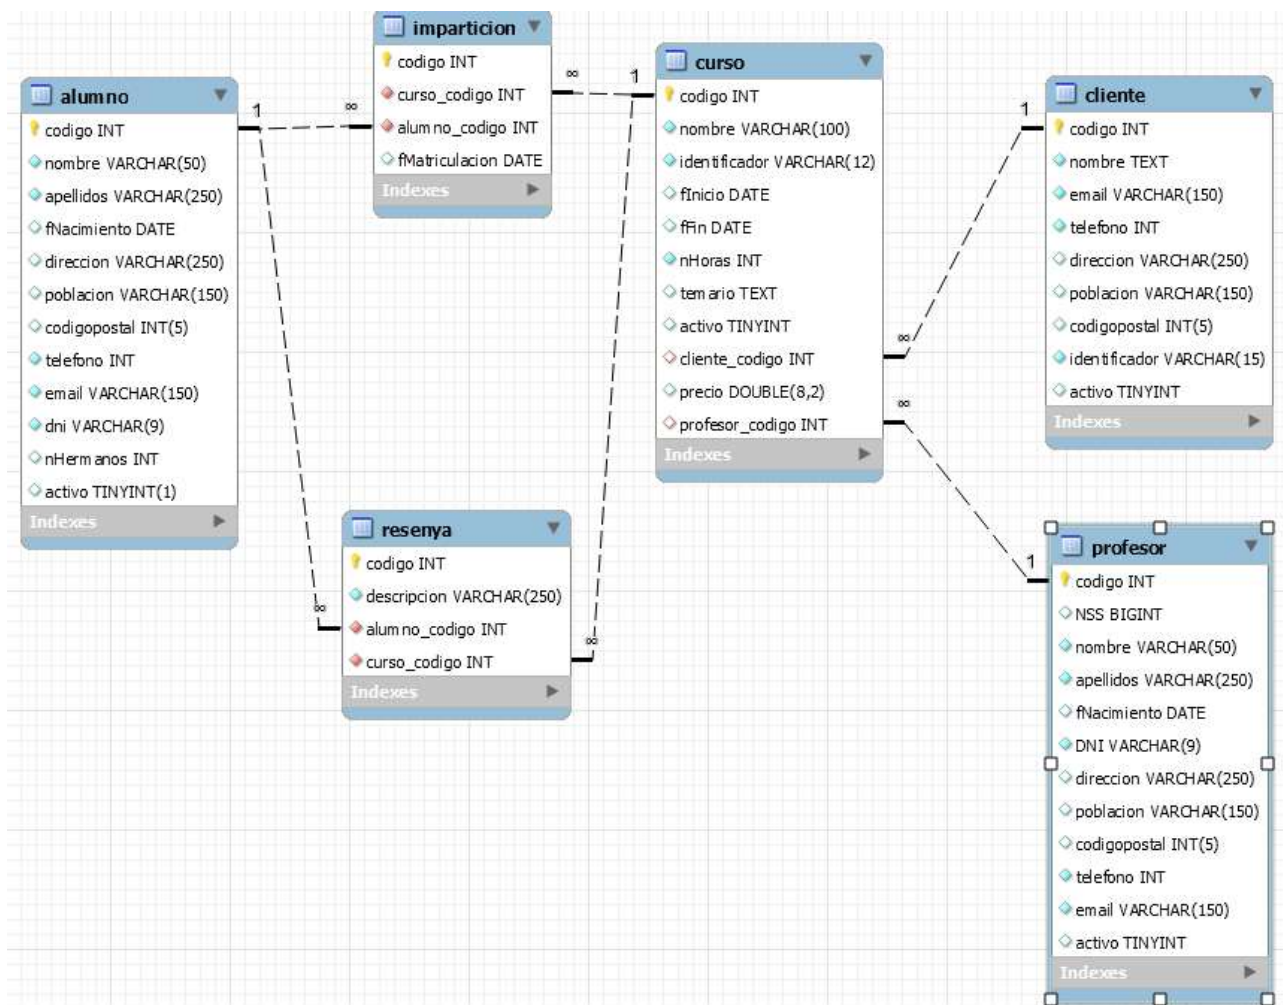 imparticion
codigo INT
curso_codigo INT
alumno_codigo INT
fMatriculacion DATE
Indexes
alumno
codigo INT
nombre VARCHAR(50)
apellidos VARCHAR(250)
fNacimiento DATE
direccion VARCHAR(250)
poblacion VARCHAR(150)
codigopostal INT(5)
telefono INT
email VARCHAR(150)
dni VARCHAR(9)
nHermanos INT
activo TINYINT(1)
Indexes
1
∞
∞
1
curso
codigo INT
nombre VARCHAR(100)
identificador VARCHAR(12)
fInicio DATE
fFin DATE
nHoras INT
temario TEXT
activo TINYINT
cliente_codigo INT
precio DOUBLE(8,2)
profesor_codigo INT
Indexes
1
∞
∞
1
cliente
codigo INT
nombre TEXT
email VARCHAR(150)
telefono INT
direccion VARCHAR(250)
poblacion VARCHAR(150)
codigopostal INT(5)
identificador VARCHAR(15)
activo TINYINT
Indexes
resenya
codigo INT
descripcion VARCHAR(250)
alumno_codigo INT
curso_codigo INT
Indexes
∞
∞
profesor
codigo INT
NSS BIGINT
nombre VARCHAR(50)
apellidos VARCHAR(250)
fNacimiento DATE
DNI VARCHAR(9)
direccion VARCHAR(250)
poblacion VARCHAR(150)
codigopostal INT(5)
telefono INT
email VARCHAR(150)
activo TINYINT
Indexes